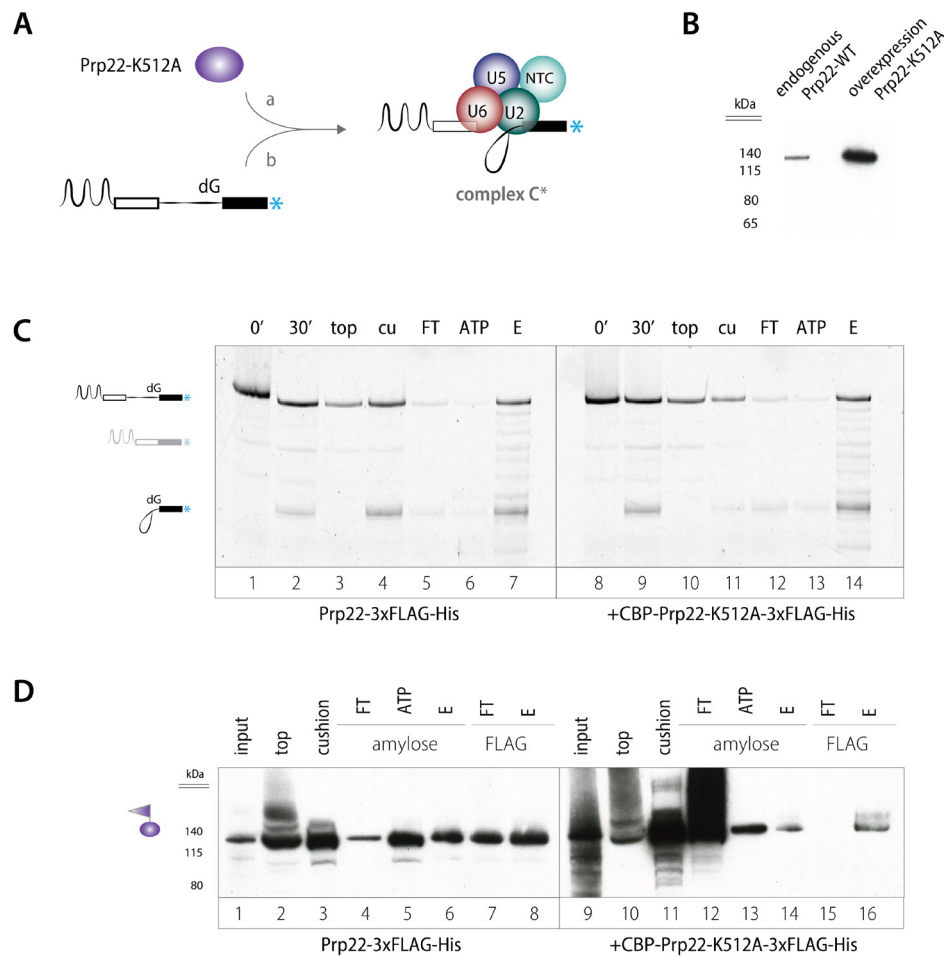 A
Prp22-K512A
a
b
dG
*
U5
NTC
U6
U2
*
complex C*
B
endogenous
Prp22-WT
overexpression
Prp22-K512A
kDa
140
115
80
65
C
0' 30' top cu FT ATP E 0' 30' top cu FT ATP E
dG
*
*
dG
*
1 2 3 4 5 6 7 8 9 10 11 12 13 14
Prp22-3xFLAG-His +CBP-Prp22-K512A-3xFLAG-His
D
input top cushion FT ATP E FT E input top cushion FT ATP E FT E
amylose FLAG amylose FLAG
kDa
140
115
80
1 2 3 4 5 6 7 8 9 10 11 12 13 14 15 16
Prp22-3xFLAG-His +CBP-Prp22-K512A-3xFLAG-His